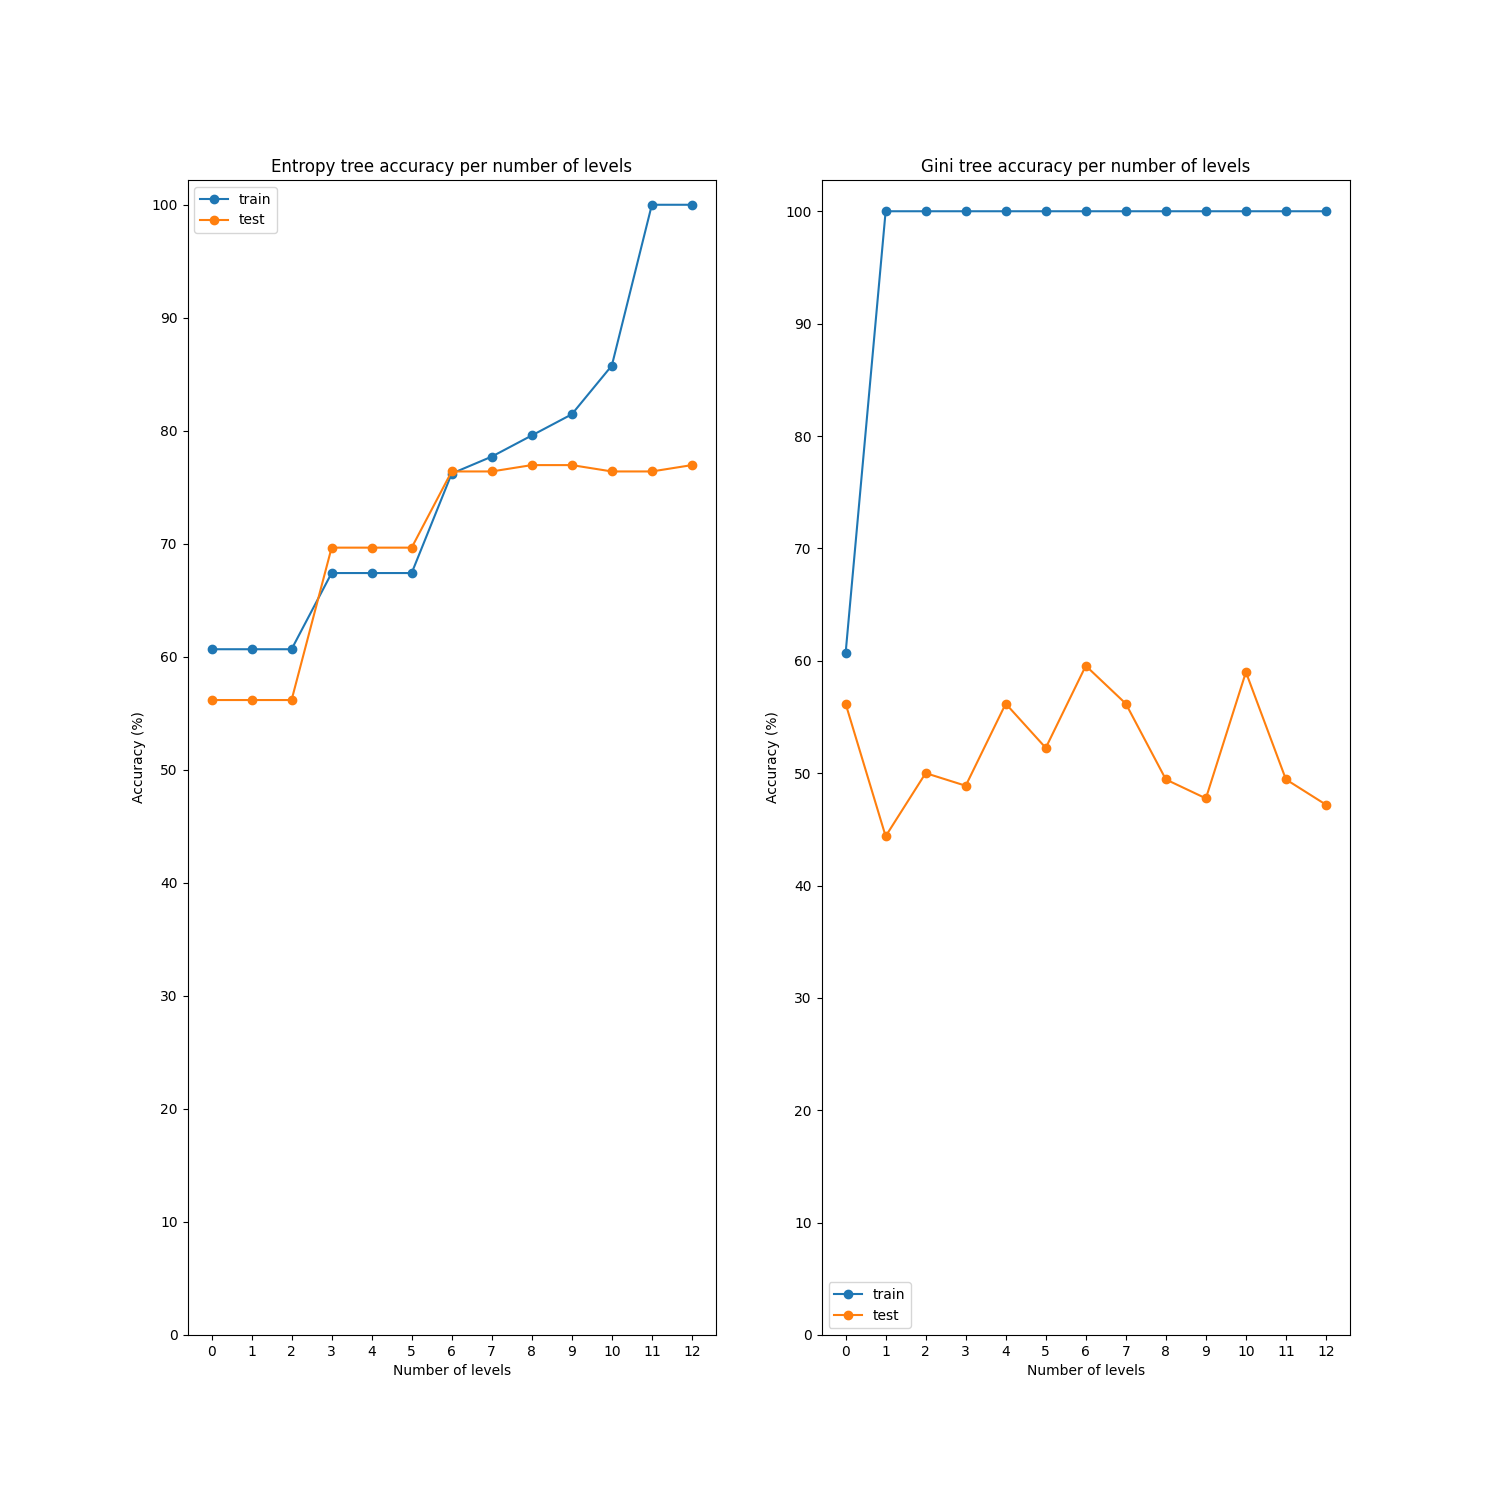 Entropy tree accuracy per number of levels
train
test
100
90
80
70
60
50
40
30
20
10
0
Accuracy (%)
0 1 2 3 4 5 6 7 8 9 10 11 12
Number of levels
Gini tree accuracy per number of levels
100
90
80
70
60
50
40
30
20
10
0
Accuracy (%)
train
test
0 1 2 3 4 5 6 7 8 9 10 11 12
Number of levels